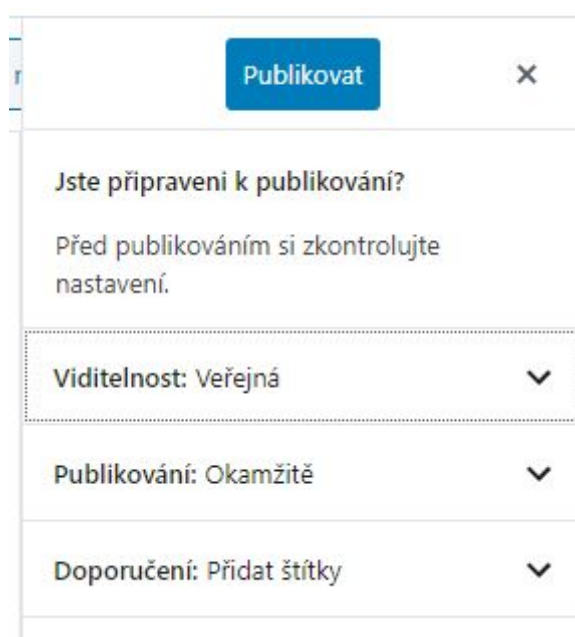 Publikovat
Jste připraveni k publikování?
Před publikováním si zkontrolujte
nastavení.
Viditelnost: Veřejná
Publikování: Okamžitě
Doporučení: Přidat štítky